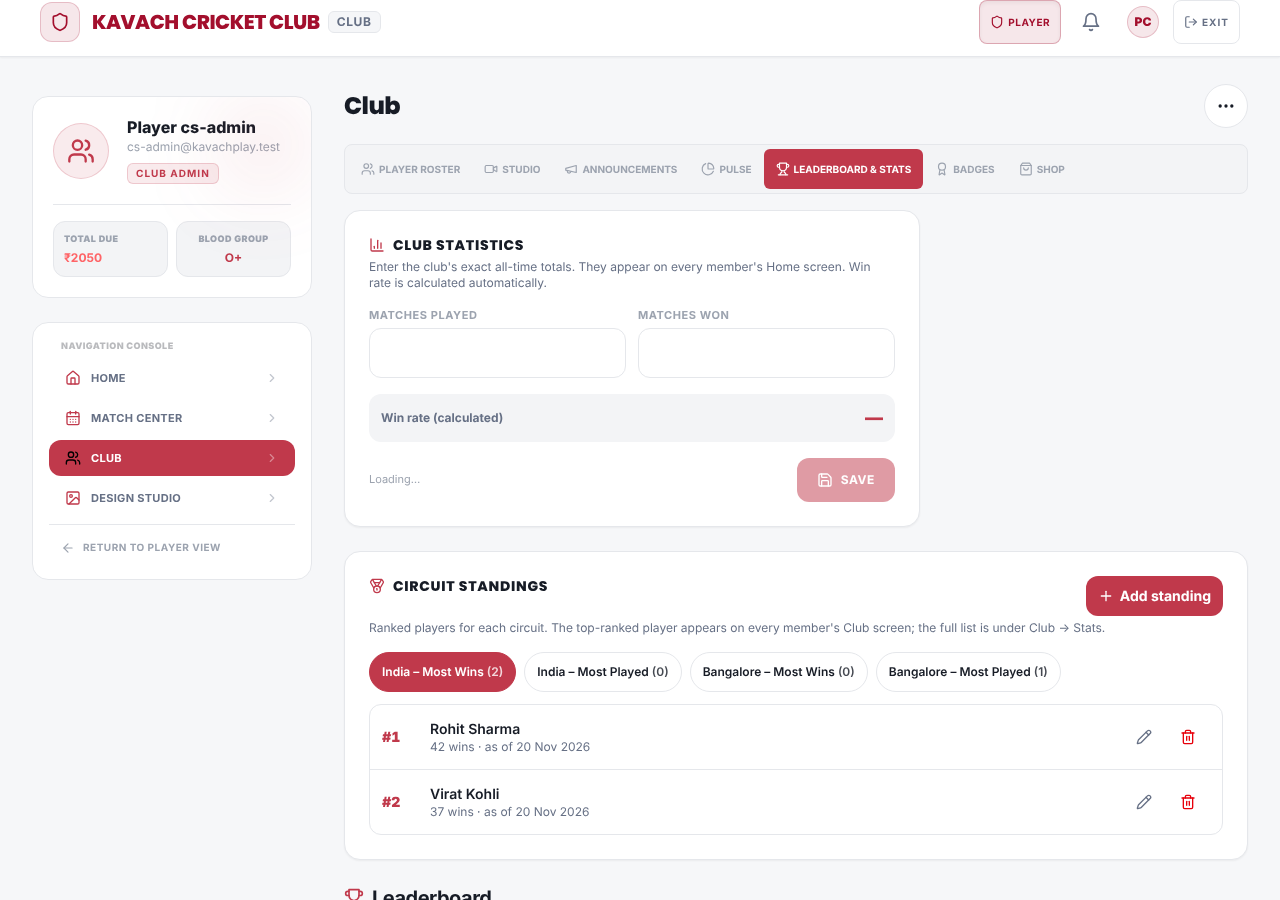 KAVACH CRICKET CLUB CLUB
PLAYER
PC
EXIT
Player cs-admin
cs-admin@kavachplay.test
CLUB ADMIN
TOTAL DUE
₹2050
BLOOD GROUP
O+
NAVIGATION CONSOLE
HOME
MATCH CENTER
CLUB
DESIGN STUDIO
RETURN TO PLAYER VIEW
Club
PLAYER ROSTER STUDIO ANNOUNCEMENTS PULSE LEADERBOARD & STATS BADGES SHOP
CLUB STATISTICS
Enter the club's exact all-time totals. They appear on every member's Home screen. Win
rate is calculated automatically.
MATCHES PLAYED MATCHES WON
Win rate (calculated) —
Loading... SAVE
CIRCUIT STANDINGS
+ Add standing
Ranked players for each circuit. The top-ranked player appears on every member's Club screen; the full list is under Club → Stats.
India – Most Wins (2) India – Most Played (0) Bangalore – Most Wins (0) Bangalore – Most Played (1)
#1 Rohit Sharma
42 wins · as of 20 Nov 2026
#2 Virat Kohli
37 wins · as of 20 Nov 2026
Leaderboard